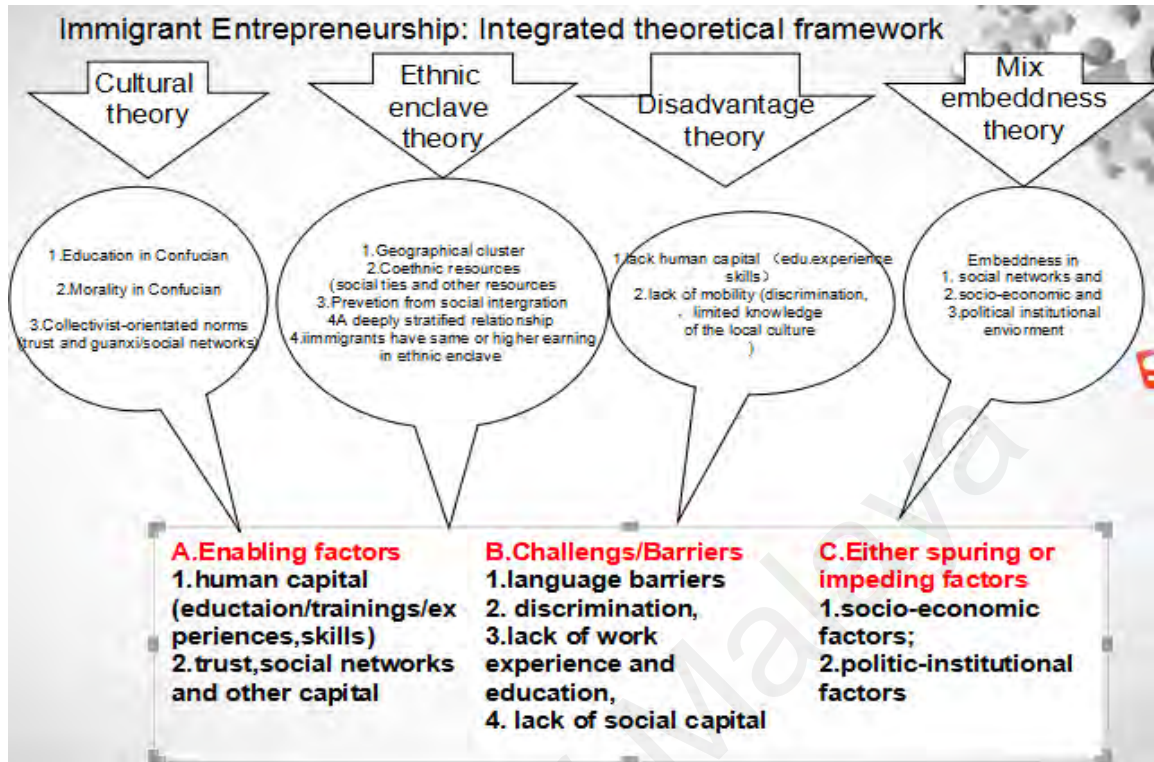 Immigrant Entrepreneurship: Integrated theoretical framework
Cultural
theory
Ethnic
enclave
theory
Disadvantage
theory
Mix
embeddness
theory
1.Education in Confucian
2.Morality in Confucian
3.Collectivist-orientated norms
(trust and guanxi/social networks)
1.Geographical cluster
2.Coethnic resources
(social ties and other resources
3.Prevetion from social intergration
4A deeply stratified relationship
4.iimmigrants have same or higher earning
in ethnic enclave
1.lack human capital （edu.experience
skills）
2.lack of mobility (discrimination,
, limited knowledge
of the local culture
)
Embeddness in
1. social networks and
2.socio-economic and
3.political institutional
enviorment
A.Enabling factors
1.human capital
(eductaion/trainings/ex
periences,skills)
2.trust,social networks
and other capital
B.Challengs/Barriers
1.language barriers
2. discrimination,
3.lack of work
experience and
education,
4. lack of social capital
C.Either spuring or
impeding factors
1.socio-economic
factors;
2.politic-institutional
factors
Malaya